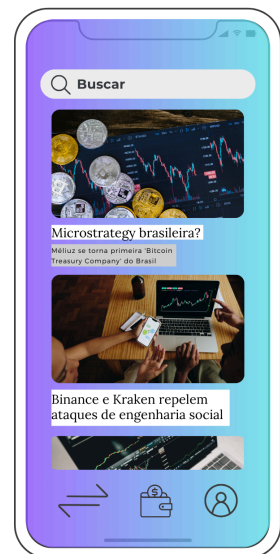 Buscar
Microstrategy brasileira?
Méliuz se torna primeira 'Bitcoin
Treasury Company' do Brasil
Binance e Kraken repelem
ataques de engenharia social
$